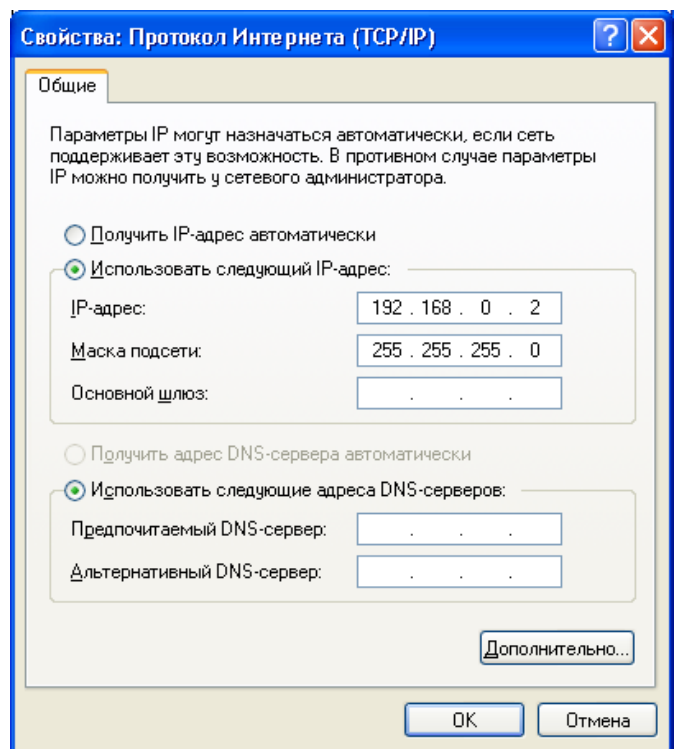 Свойства: Протокол Интернета (TCP/IP)
Общие
Параметры IP могут назначаться автоматически, если сеть
поддерживает эту возможность. В противном случае параметры
IP можно получить у сетевого администратора.
Получить IP-адрес автоматически
Использовать следующий IP-адрес:
IP-адрес: 192 . 168 . 0 . 2
Маска подсети: 255 . 255 . 255 . 0
Основной шлюз: . . .
Получить адрес DNS-сервера автоматически
Использовать следующие адреса DNS-серверов:
Предпочитаемый DNS-сервер: . . .
Альтернативный DNS-сервер: . . .
Дополнительно...
OK Отмена